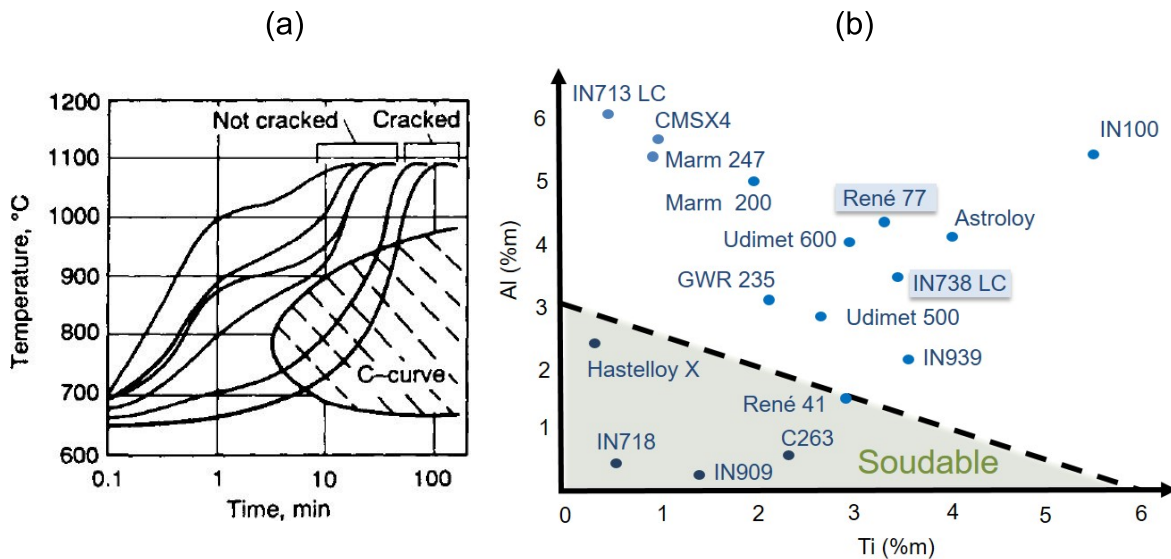 (a)
(b)
1200
1100
1000
900
800
700
600
Temperature, °C
Not cracked
Cracked
C-curve
0.1
1
10
100
Time, min
6
5
4
3
2
1
Al (%m)
IN713 LC
CMSX4
Marm 247
Marm 200
IN100
René 77
Astroloy
Udimet 600
GWR 235
IN738 LC
Udimet 500
IN939
Hastelloy X
René 41
IN718
C263
IN909
Soudable
0
1
2
3
4
5
6
Ti (%m)